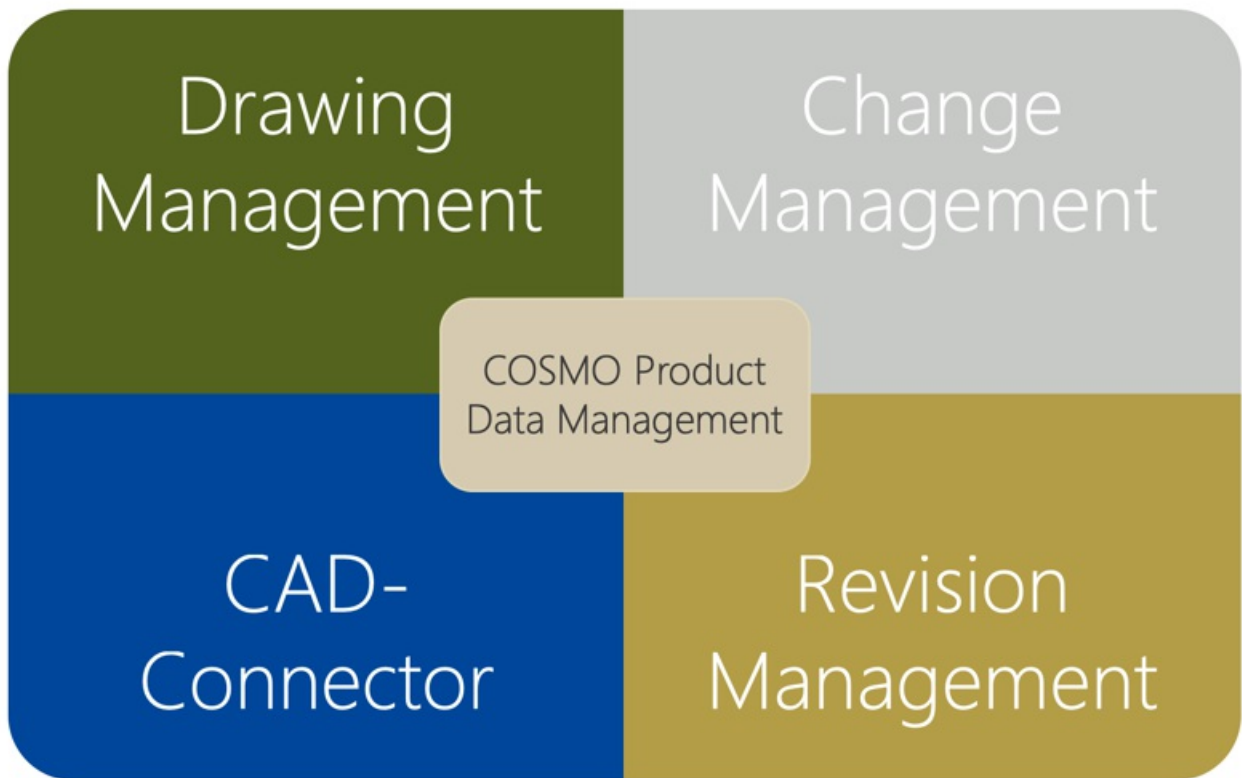 Drawing
Management
Change
Management
COSMO Product
Data Management
CAD-
Connector
Revision
Management